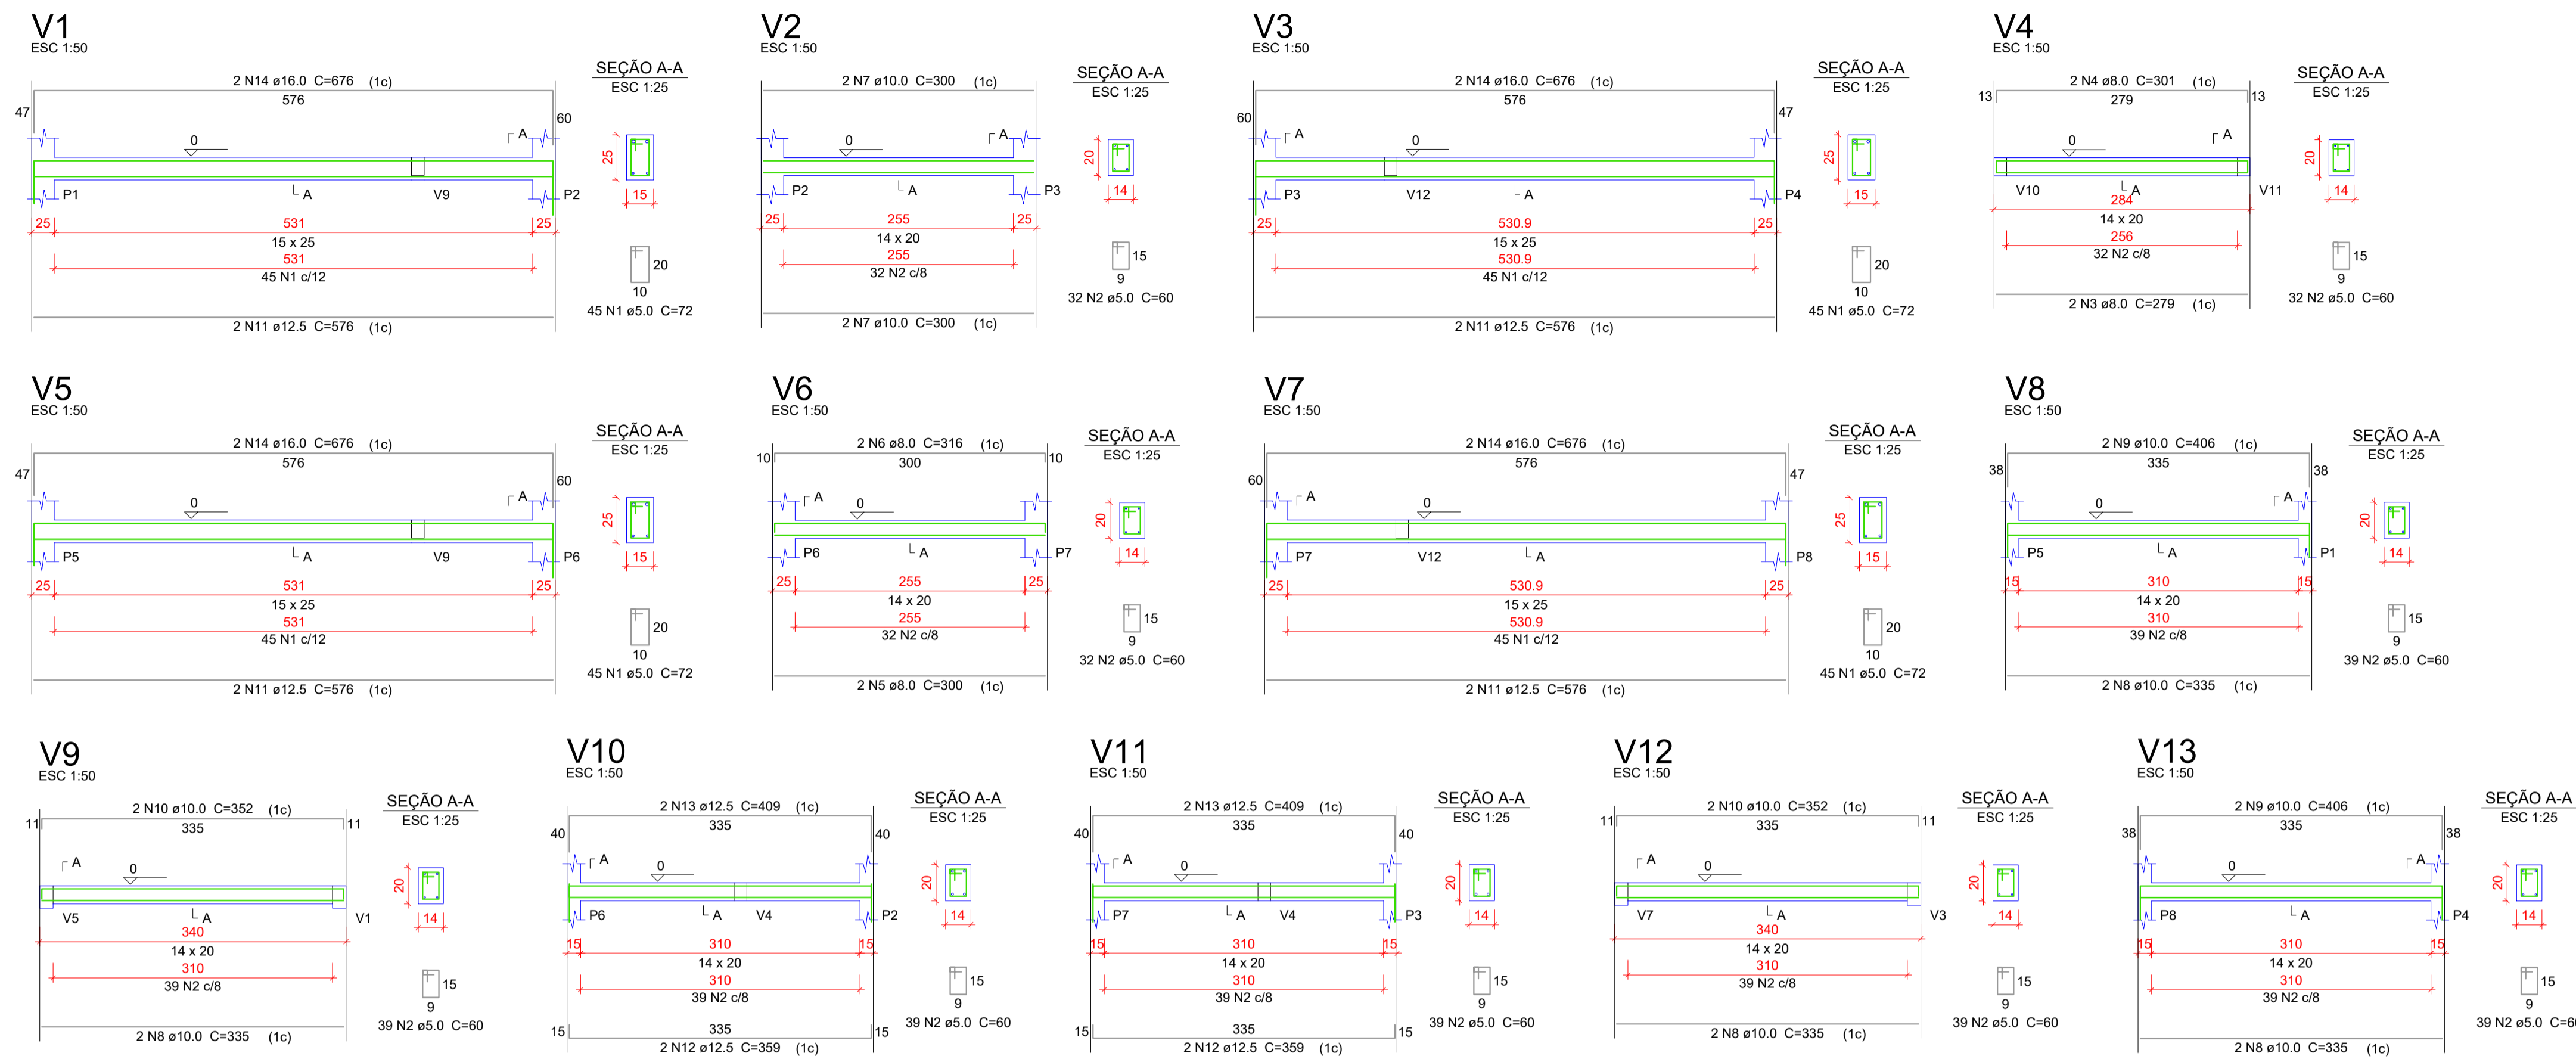 V1
ESC 1:50
2 N14 ø16.0 C=676 (1c)
576
47
60
0
A
P1
A
V9
P2
25
531
25
15 x 25
531
45 N1 c/12
2 N11 ø12.5 C=576 (1c)
SEÇÃO A-A
ESC 1:25
25
15
20
10
45 N1 ø5.0 C=72
V2
ESC 1:50
2 N7 ø10.0 C=300 (1c)
0
A
P2
A
P3
25
255
25
14 x 20
255
32 N2 c/8
2 N7 ø10.0 C=300 (1c)
SEÇÃO A-A
ESC 1:25
20
14
15
9
32 N2 ø5.0 C=60
V3
ESC 1:50
2 N14 ø16.0 C=676 (1c)
576
60
47
A
0
P3
V12
A
P4
25
530.9
25
15 x 25
530.9
45 N1 c/12
2 N11 ø12.5 C=576 (1c)
SEÇÃO A-A
ESC 1:25
25
15
20
10
45 N1 ø5.0 C=72
V4
ESC 1:50
2 N4 ø8.0 C=301 (1c)
13
279
13
0
A
V10
A
V11
284
14 x 20
256
32 N2 c/8
2 N3 ø8.0 C=279 (1c)
SEÇÃO A-A
ESC 1:25
20
14
15
9
32 N2 ø5.0 C=60
V5
ESC 1:50
2 N14 ø16.0 C=676 (1c)
576
47
60
0
A
P5
A
V9
P6
25
531
25
15 x 25
531
45 N1 c/12
2 N11 ø12.5 C=576 (1c)
SEÇÃO A-A
ESC 1:25
25
15
20
10
45 N1 ø5.0 C=72
V6
ESC 1:50
2 N6 ø8.0 C=316 (1c)
10
300
10
A
0
P6
A
P7
25
255
25
14 x 20
255
32 N2 c/8
2 N5 ø8.0 C=300 (1c)
SEÇÃO A-A
ESC 1:25
20
14
15
9
32 N2 ø5.0 C=60
V7
ESC 1:50
2 N14 ø16.0 C=676 (1c)
576
60
47
A
0
P7
V12
A
P8
25
530.9
25
15 x 25
530.9
45 N1 c/12
2 N11 ø12.5 C=576 (1c)
SEÇÃO A-A
ESC 1:25
25
15
20
10
45 N1 ø5.0 C=72
V8
ESC 1:50
2 N9 ø10.0 C=406 (1c)
335
38
38
0
A
P5
A
P1
15
310
15
14 x 20
310
39 N2 c/8
2 N8 ø10.0 C=335 (1c)
SEÇÃO A-A
ESC 1:25
20
14
15
9
39 N2 ø5.0 C=60
V9
ESC 1:50
2 N10 ø10.0 C=352 (1c)
11
335
11
A
0
V5
A
V1
340
14 x 20
310
39 N2 c/8
2 N8 ø10.0 C=335 (1c)
SEÇÃO A-A
ESC 1:25
20
14
15
9
39 N2 ø5.0 C=60
V10
ESC 1:50
2 N13 ø12.5 C=409 (1c)
335
40
40
A
0
P6
A
V4
P2
15
310
15
14 x 20
310
39 N2 c/8
15
335
15
2 N12 ø12.5 C=359 (1c)
SEÇÃO A-A
ESC 1:25
20
14
15
9
39 N2 ø5.0 C=60
V11
ESC 1:50
2 N13 ø12.5 C=409 (1c)
335
40
40
A
0
P7
A
V4
P3
15
310
15
14 x 20
310
39 N2 c/8
15
335
15
2 N12 ø12.5 C=359 (1c)
SEÇÃO A-A
ESC 1:25
20
14
15
9
39 N2 ø5.0 C=60
V12
ESC 1:50
2 N10 ø10.0 C=352 (1c)
11
335
11
A
0
V7
A
V3
340
14 x 20
310
39 N2 c/8
2 N8 ø10.0 C=335 (1c)
SEÇÃO A-A
ESC 1:25
20
14
15
9
39 N2 ø5.0 C=60
V13
ESC 1:50
2 N9 ø10.0 C=406 (1c)
335
38
38
0
A
P8
A
P4
15
310
15
14 x 20
310
39 N2 c/8
2 N8 ø10.0 C=335 (1c)
SEÇÃO A-A
ESC 1:25
20
14
15
9
39 N2 ø5.0